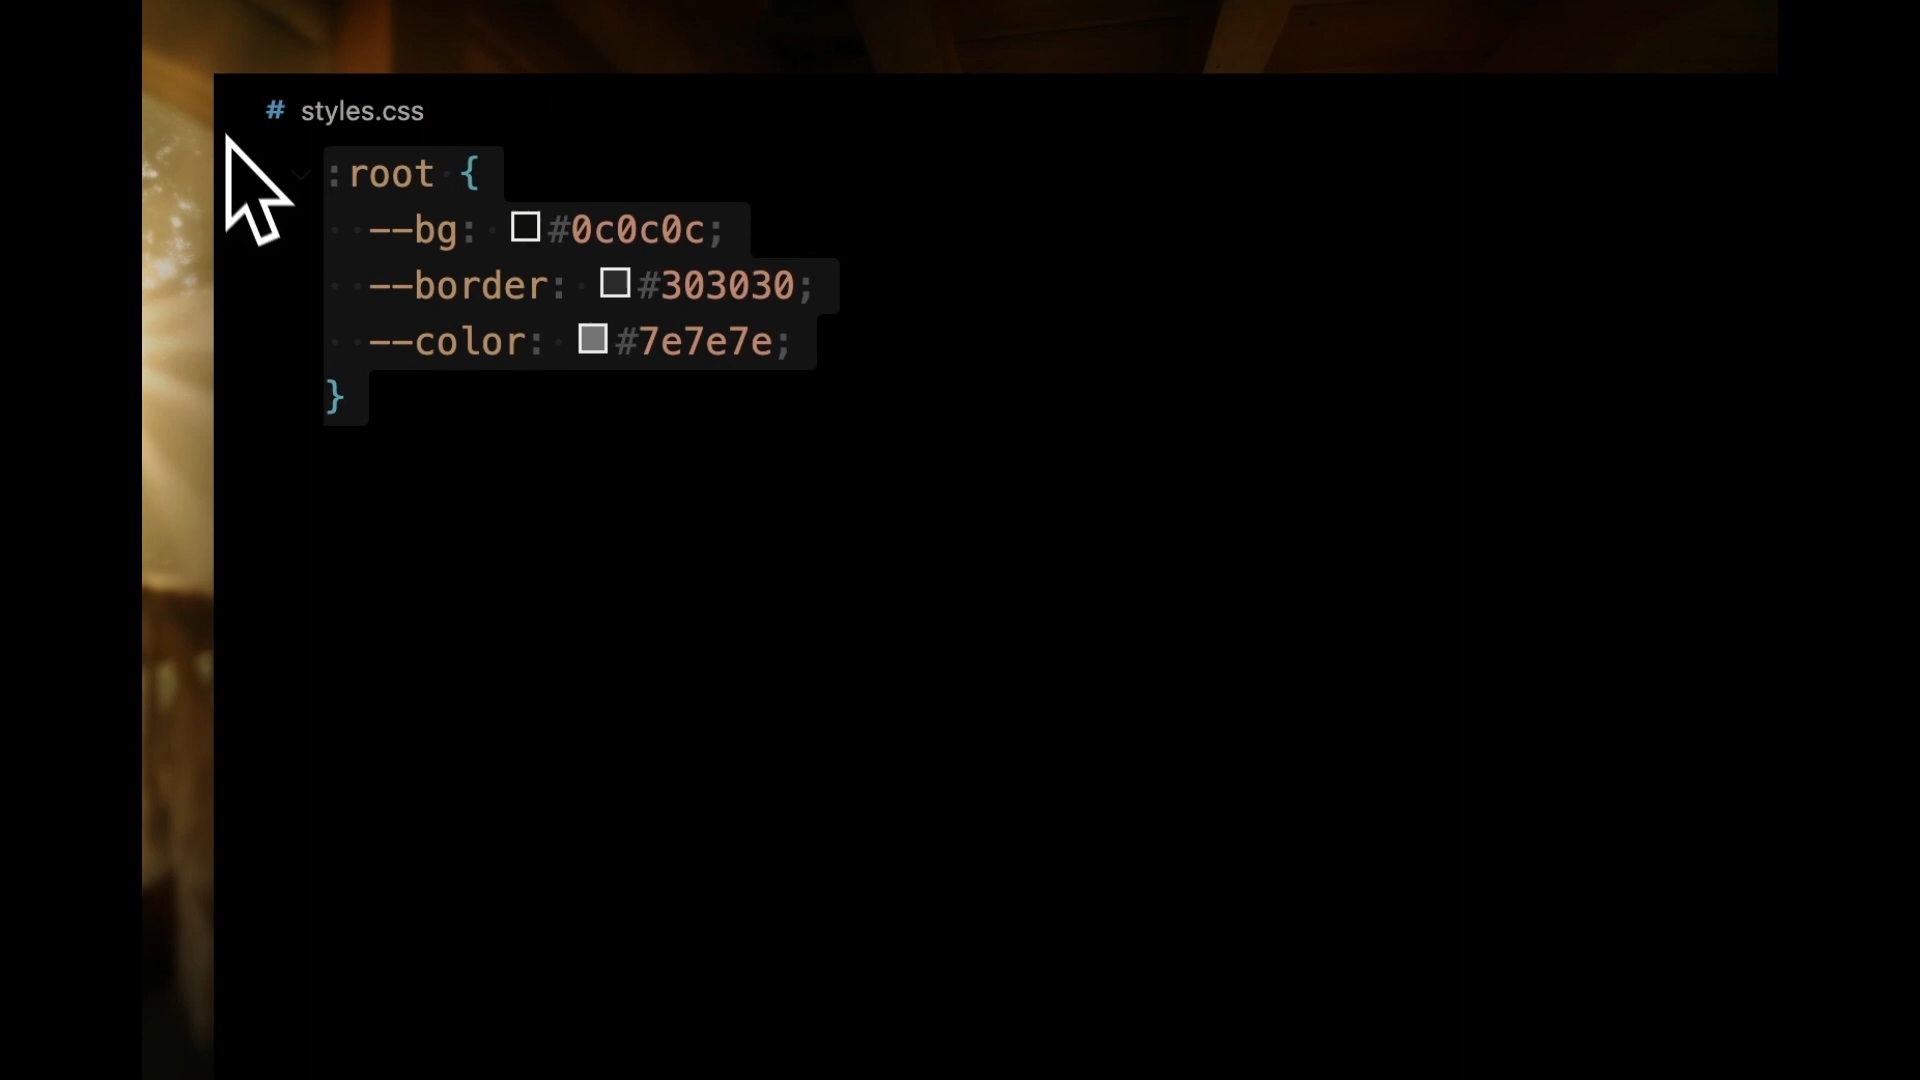 # styles.css
:root {
--bg: #0c0c0c;
--border: #303030;
--color: #7e7e7e;
}